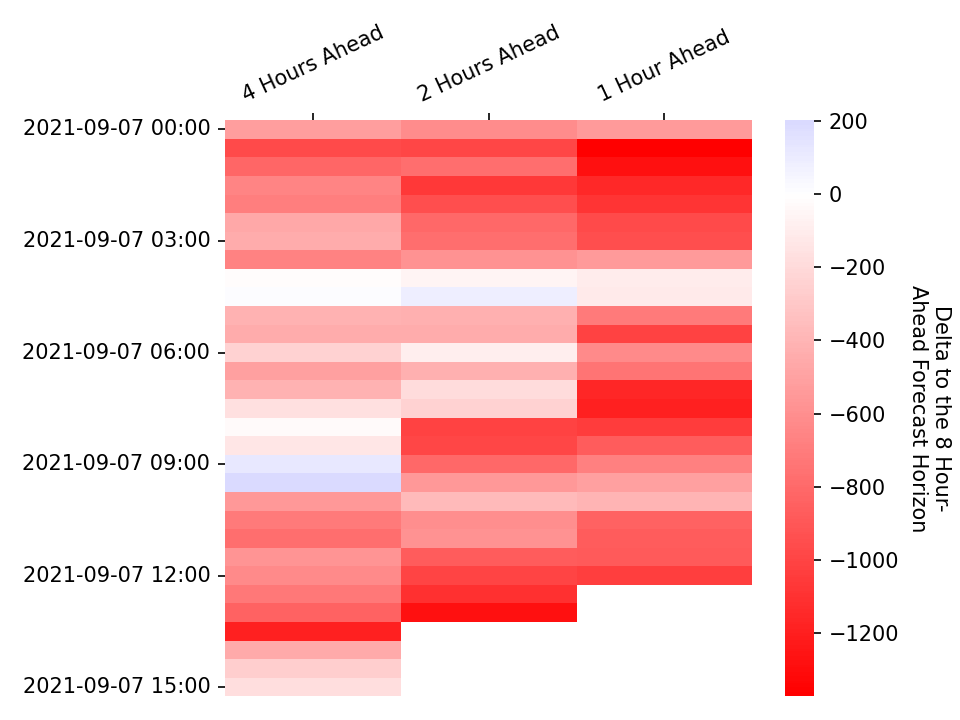 4 Hours Ahead
2 Hours Ahead
1 Hour Ahead
2021-09-07 00:00
2021-09-07 03:00
2021-09-07 06:00
2021-09-07 09:00
2021-09-07 12:00
2021-09-07 15:00
200
0
−200
−400
−600
−800
−1000
−1200
Delta to the 8 Hour-
Ahead Forecast Horizon